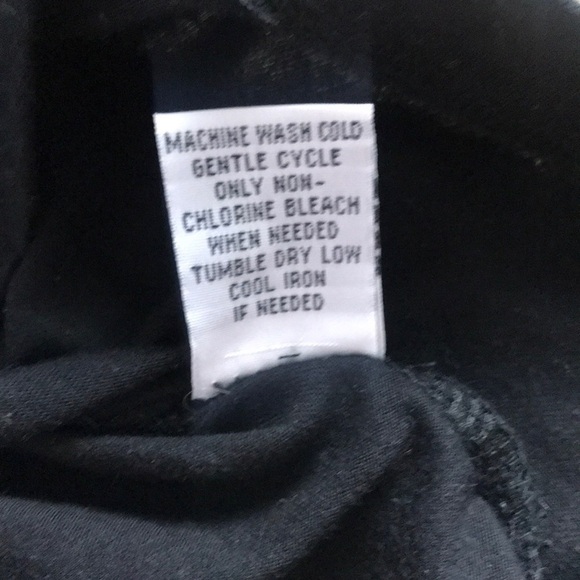 MACHINE WASH COLD
GENTLE CYCLE
ONLY NON-
CHLORINE BLEACH
WHEN NEEDED
TUMBLE DRY LOW
COOL IRON
IF NEEDED